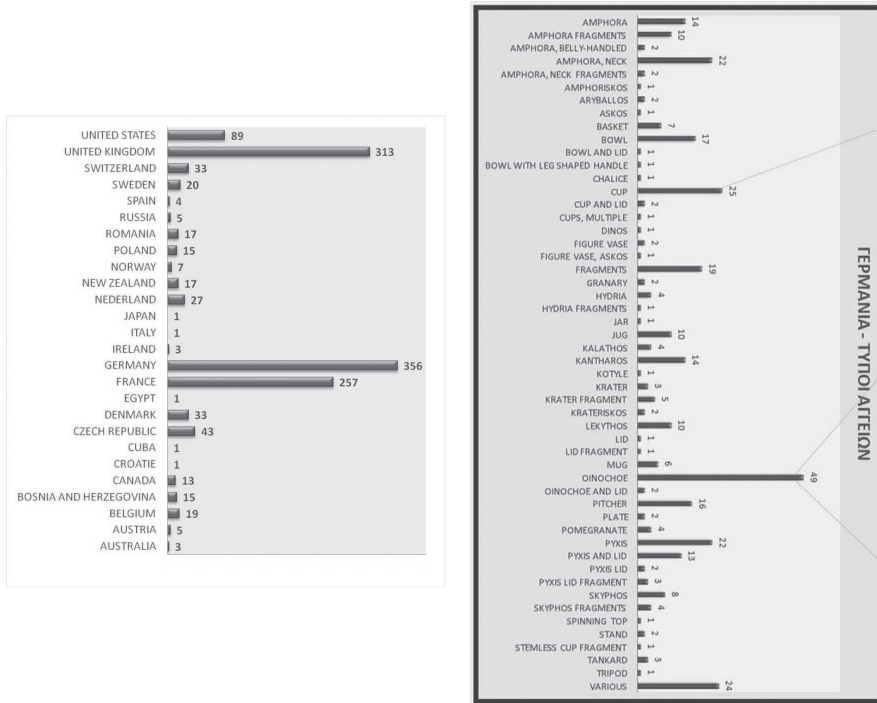 UNITED STATES 89
UNITED KINGDOM 313
SWITZERLAND 33
SWEDEN 20
SPAIN 4
RUSSIA 5
ROMANIA 17
POLAND 15
NORWAY 7
NEW ZEALAND 17
NEDERLAND 27
JAPAN 1
ITALY 1
IRELAND 3
GERMANY 356
FRANCE 257
EGYPT 1
DENMARK 33
CZECH REPUBLIC 43
CUBA 1
CROATIE 1
CANADA 13
BOSNIA AND HERZEGOVINA 15
BELGIUM 19
AUSTRIA 5
AUSTRALIA 3
ΓΕΡΜΑΝΙΑ - ΤΥΠΟΙ ΑΓΓΕΙΩΝ
AMPHORA 14
AMPHORA FRAGMENTS 10
AMPHORA, BELLY-HANDLED 2
AMPHORA, NECK 22
AMPHORA, NECK FRAGMENTS 2
AMPHORISKOS 1
ARYBALLOS 2
ASKOS 1
BASKET 7
BOWL 17
BOWL AND LID 1
BOWL WITH LEG SHAPED HANDLE 1
CHALICE 1
CUP 25
CUP AND LID 2
CUPS, MULTIPLE 1
DINOS 1
FIGURE VASE 2
FIGURE VASE, ASKOS 1
FRAGMENTS 19
GRANARY 2
HYDRIA 4
HYDRIA FRAGMENTS 1
JAR 1
JUG 10
KALATHOS 4
KANTHAROS 14
KOTYLE 1
KRATER 3
KRATER FRAGMENT 5
KRATERISKOS 2
LEKYTHOS 10
LID 1
LID FRAGMENT 1
MUG 6
OINOCHOE 49
OINOCHOE AND LID 2
PITCHER 16
PLATE 2
POMEGRANATE 4
PYXIS 22
PYXIS AND LID 13
PYXIS LID 2
PYXIS LID FRAGMENT 3
SKYPHOS 8
SKYPHOS FRAGMENTS 4
SPINNING TOP 1
STAND 2
STEMLESS CUP FRAGMENT 1
TANKARD 3
TRIPOD 1
VARIOUS 24